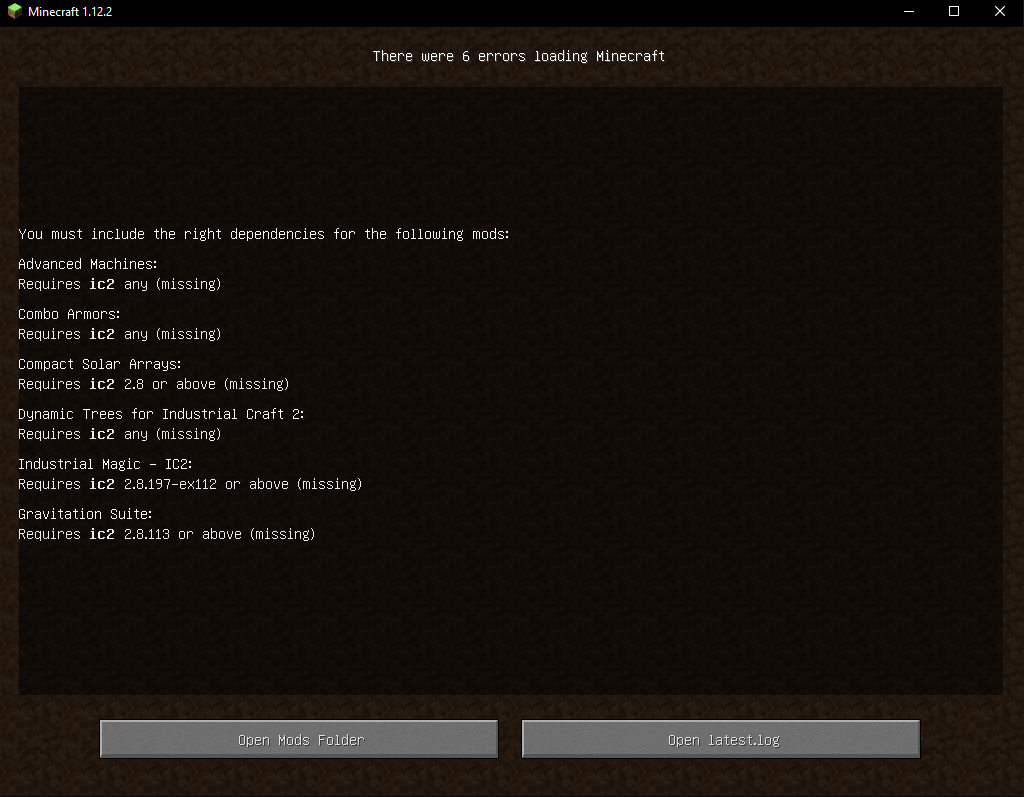 Minecraft 1.12.2
There were 6 errors loading Minecraft
You must include the right dependencies for the following mods:
Advanced Machines:
Requires ic2 any (missing)
Combo Armors:
Requires ic2 any (missing)
Compact Solar Arrays:
Requires ic2 2.8 or above (missing)
Dynamic Trees for Industrial Craft 2:
Requires ic2 any (missing)
Industrial Magic - IC2:
Requires ic2 2.8.197-ex112 or above (missing)
Gravitation Suite:
Requires ic2 2.8.113 or above (missing)
Open Mods Folder
Open latest.log